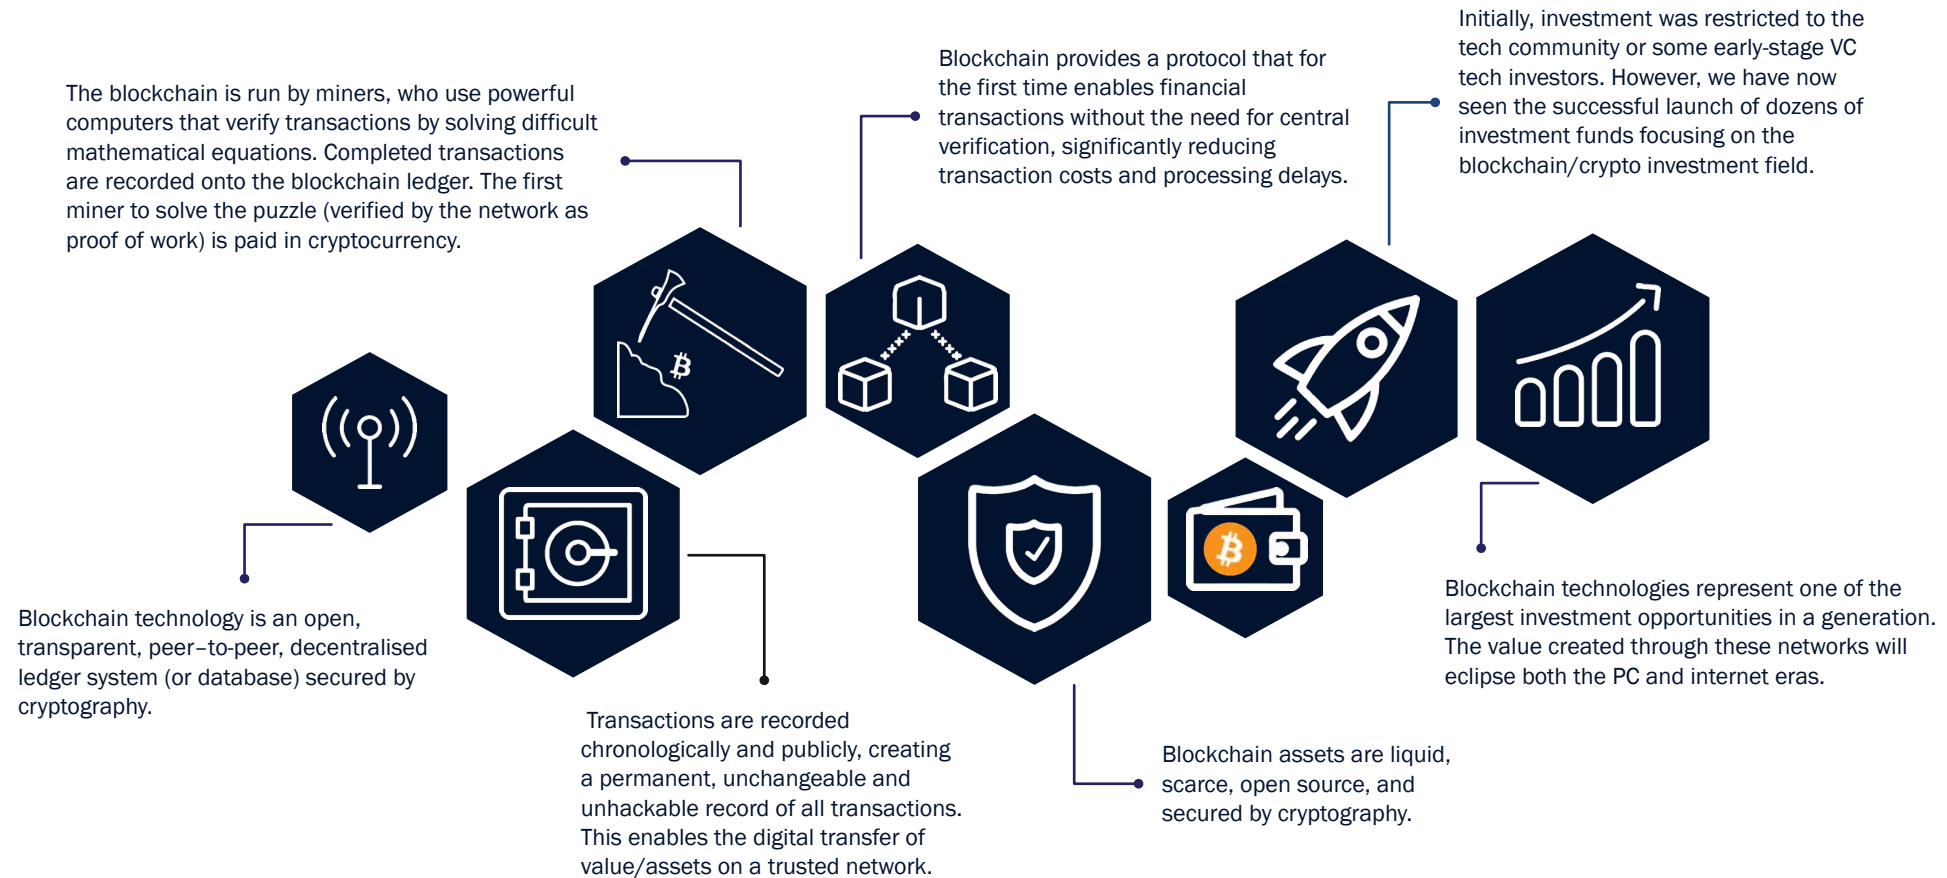 The blockchain is run by miners, who use powerful
computers that verify transactions by solving difficult
mathematical equations. Completed transactions
are recorded onto the blockchain ledger. The first
miner to solve the puzzle (verified by the network as
proof of work) is paid in cryptocurrency.
Blockchain provides a protocol that for
the first time enables financial
transactions without the need for central
verification, significantly reducing
transaction costs and processing delays.
Initially, investment was restricted to the
tech community or some early-stage VC
tech investors. However, we have now
seen the successful launch of dozens of
investment funds focusing on the
blockchain/crypto investment field.
Blockchain technology is an open,
transparent, peer–to-peer, decentralised
ledger system (or database) secured by
cryptography.
Transactions are recorded
chronologically and publicly, creating
a permanent, unchangeable and
unhackable record of all transactions.
This enables the digital transfer of
value/assets on a trusted network.
Blockchain assets are liquid,
scarce, open source, and
secured by cryptography.
Blockchain technologies represent one of the
largest investment opportunities in a generation.
The value created through these networks will
eclipse both the PC and internet eras.